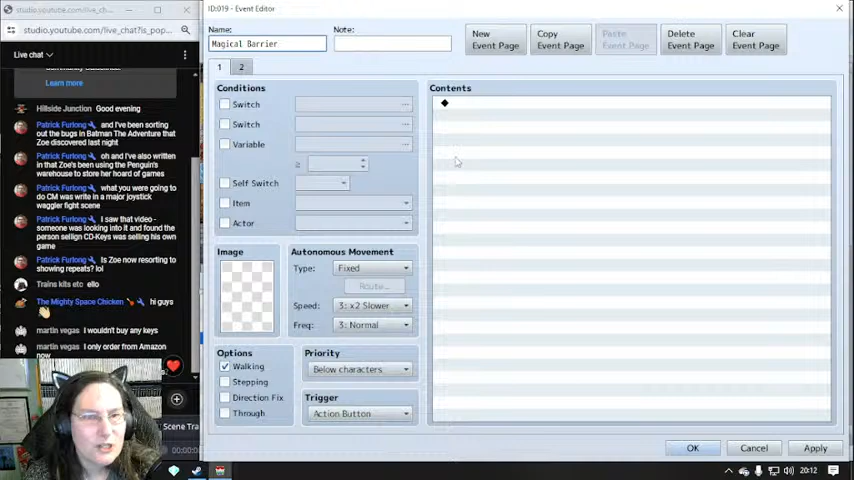 studio.youtube.com/live_chat?is_pop...
studio.youtube.com/live_chat?is_pop...
Live chat
Learn more
Hillside Junction Good evening
Patrick Furlong and I've been sorting
out the bugs in Batman The Adventure that
Zoe discovered last night
Patrick Furlong oh and I've also written
in that Zoe's been using the Penguin's
warehouse to store her hoard of games
Patrick Furlong what you were going to
do CM was write in a major joystick
waggler fight scene
Patrick Furlong I saw that video -
someone was looking into it and found the
person sellign CD-Keys was selling his own
game
Patrick Furlong Is Zoe now resorting to
showing repeats? lol
Trains kits etc ello
The Mighty Space Chicken hi guys
martin vegas I wouldn't buy any keys
martin vegas I only order from Amazon
now
Scene Tra
ID:019 - Event Editor
Name:
Magical Barrier
Note:
New
Event Page
Copy
Event Page
Paste
Event Page
Delete
Event Page
Clear
Event Page
1
2
Conditions
Switch
Switch
Variable
≥
Self Switch
Item
Actor
Image
Autonomous Movement
Type: Fixed
Route...
Speed: 3: x2 Slower
Freq: 3: Normal
Options
Walking
Stepping
Direction Fix
Through
Priority
Below characters
Trigger
Action Button
Contents
OK
Cancel
Apply
20:12